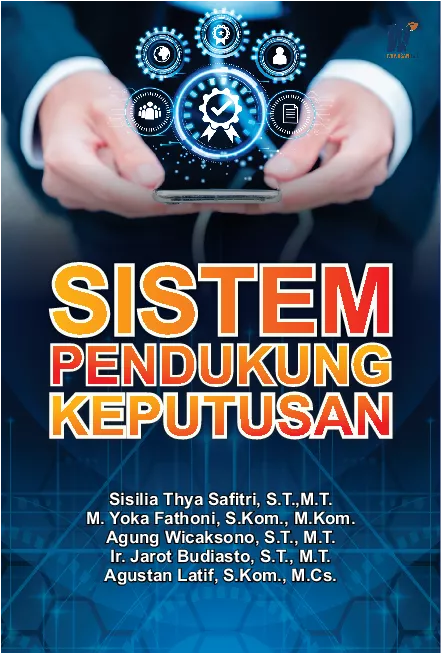 SISTEM
PENDUKUNG
KEPUTUSAN
Sisilia Thya Safitri, S.T.,M.T.
M. Yoka Fathoni, S.Kom., M.Kom.
Agung Wicaksono, S.T., M.T.
Ir. Jarot Budiasto, S.T., M.T.
Agustan Latif, S.Kom., M.Cs.